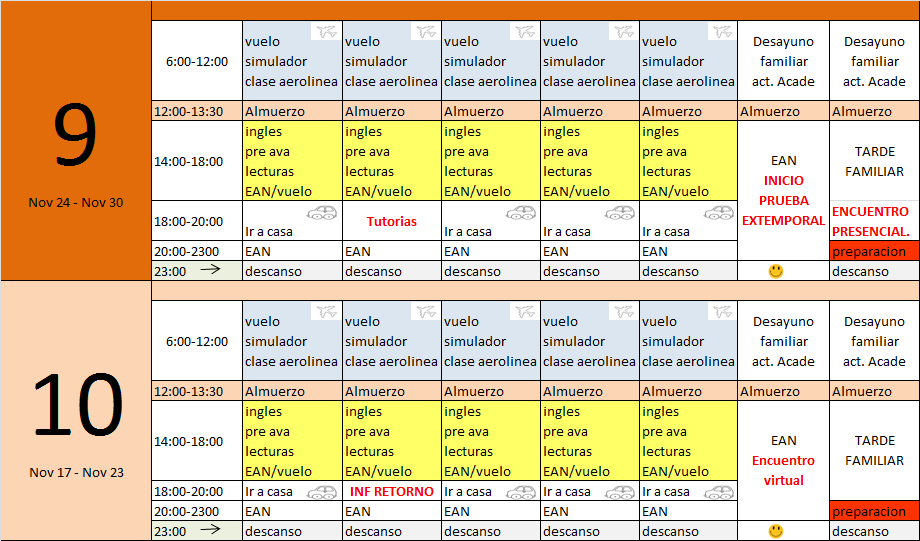 9
Nov 24 - Nov 30
6:00-12:00
vuelo simulador clase aerolinea
vuelo simulador clase aerolinea
vuelo simulador clase aerolinea
vuelo simulador clase aerolinea
vuelo simulador clase aerolinea
Desayuno familiar act. Acade
Desayuno familiar act. Acade
12:00-13:30 Almuerzo Almuerzo Almuerzo Almuerzo Almuerzo Almuerzo Almuerzo
14:00-18:00
ingles pre ava lecturas EAN/vuelo
ingles pre ava lecturas EAN/vuelo
ingles pre ava lecturas EAN/vuelo
ingles pre ava lecturas EAN/vuelo
ingles pre ava lecturas EAN/vuelo
EAN INICIO PRUEBA EXTEMPORAL
TARDE FAMILIAR
18:00-20:00 Ir a casa Tutorias Ir a casa Ir a casa Ir a casa
ENCUENTRO PRESENCIAL.
20:00-2300 EAN EAN EAN EAN EAN preparacion
23:00 descanso descanso descanso descanso descanso descanso
10
Nov 17 - Nov 23
6:00-12:00
vuelo simulador clase aerolinea
vuelo simulador clase aerolinea
vuelo simulador clase aerolinea
vuelo simulador clase aerolinea
vuelo simulador clase aerolinea
Desayuno familiar act. Acade
Desayuno familiar act. Acade
12:00-13:30 Almuerzo Almuerzo Almuerzo Almuerzo Almuerzo Almuerzo Almuerzo
14:00-18:00
ingles pre ava lecturas EAN/vuelo
ingles pre ava lecturas EAN/vuelo
ingles pre ava lecturas EAN/vuelo
ingles pre ava lecturas EAN/vuelo
ingles pre ava lecturas EAN/vuelo
EAN Encuentro virtual
TARDE FAMILIAR
18:00-20:00 Ir a casa INF RETORNO Ir a casa Ir a casa Ir a casa
20:00-2300 EAN EAN EAN EAN EAN preparacion
23:00 descanso descanso descanso descanso descanso descanso